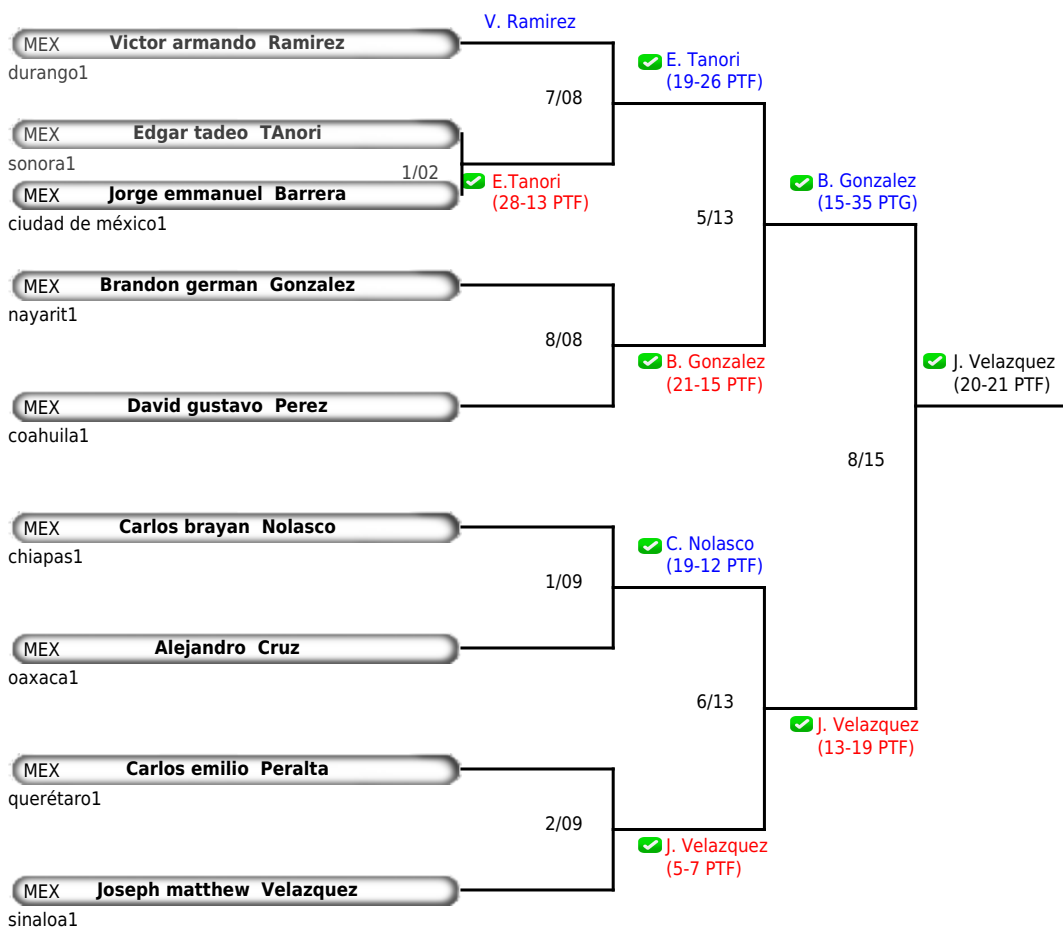 V. Ramirez
MEX Victor armando Ramirez
durango1
E. Tanori
(19-26 PTF)
7/08
MEX Edgar tadeo TAnori
sonora1
1/02
E.Tanori
(28-13 PTF)
MEX Jorge emmanuel Barrera
ciudad de méxico1
B. Gonzalez
(15-35 PTG)
5/13
MEX Brandon german Gonzalez
nayarit1
8/08
B. Gonzalez
(21-15 PTF)
J. Velazquez
(20-21 PTF)
MEX David gustavo Perez
coahuila1
8/15
MEX Carlos brayan Nolasco
chiapas1
C. Nolasco
(19-12 PTF)
1/09
MEX Alejandro Cruz
oaxaca1
6/13
J. Velazquez
(13-19 PTF)
MEX Carlos emilio Peralta
querétaro1
2/09
J. Velazquez
(5-7 PTF)
MEX Joseph matthew Velazquez
sinaloa1